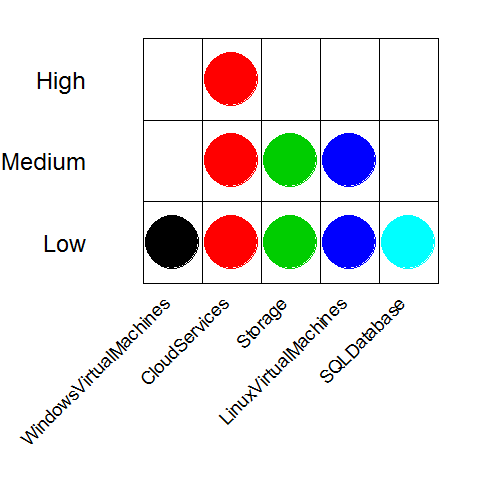 High
Medium
Low
WindowsVirtualMachines
CloudServices
Storage
LinuxVirtualMachines
SQLDatabase